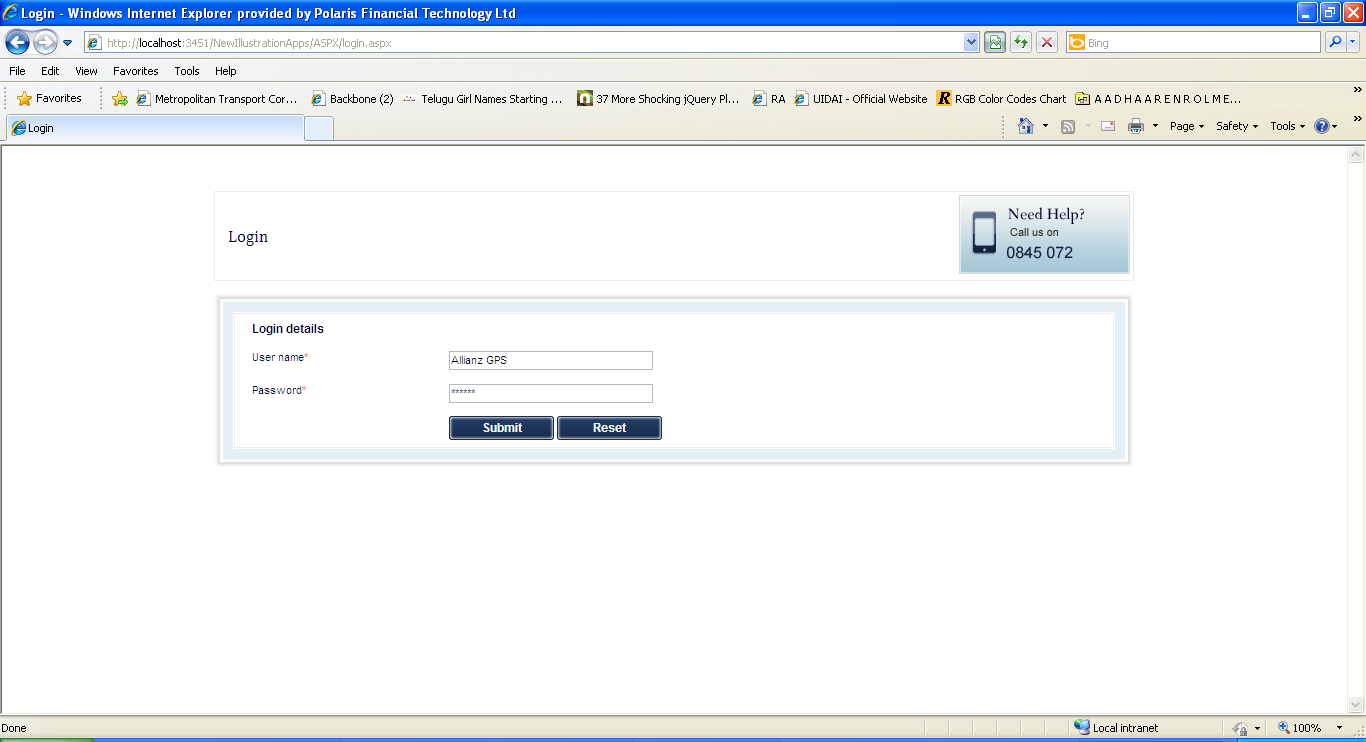 Login - Windows Internet Explorer provided by Polaris Financial Technology Ltd
http://localhost:3451/NewIllustrationApps/ASPX/login.aspx
Bing
File Edit View Favorites Tools Help
Favorites Metropolitan Transport Cor... Backbone (2) Telugu Girl Names Starting ... 37 More Shocking jQuery Pl... RA UIDAI - Official Website RGB Color Codes Chart A A D H A A R E N R O L M E...
Login
Page Safety Tools
Need Help?
Call us on
0845 072
Login
Login details
User name* Allianz GPS
Password* ******
Submit Reset
Done Local intranet 100%